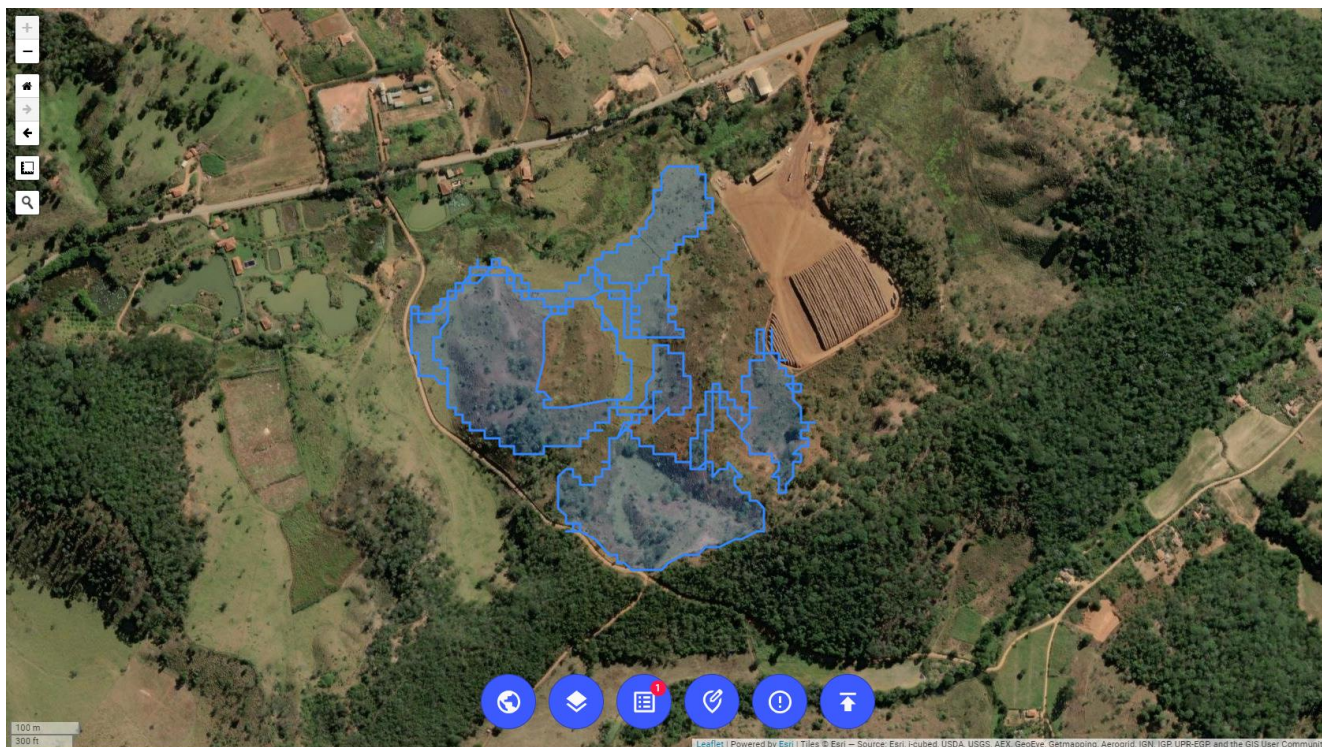 +
−
1
100 m
300 ft
Leaflet | Powered by Esri | Tiles © Esri — Source: Esri, i-cubed, USDA, USGS, AEX, GeoEye, Getmapping, Aerogrid, IGN, IGP, UPR-EGP, and the GIS User Communi